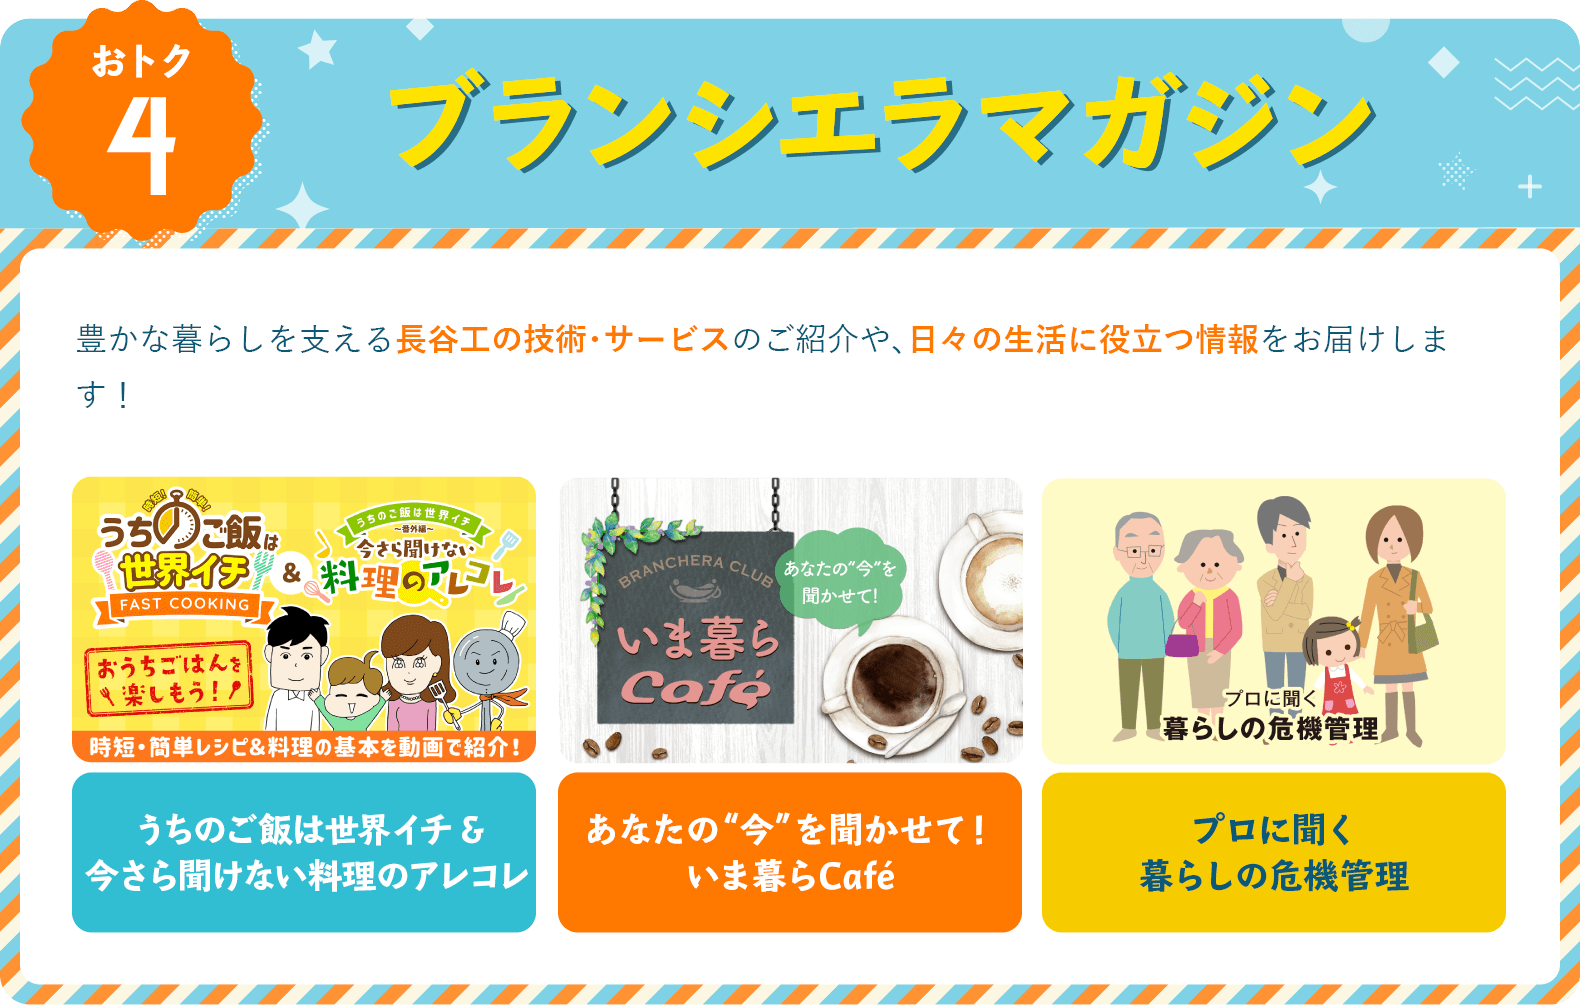 おトク
4
ブランシエラマガジン
豊かな暮らしを支える長谷工の技術・サービスのご紹介や、日々の生活に役立つ情報をお届けしま
す！
時短! 簡単!
うちのご飯は
世界イチ
FAST COOKING
&
うちのご飯は世界イチ
～番外編～
今さら聞けない
料理のアレコレ
おうちごはんを
楽しもう!
時短・簡単レシピ&料理の基本を動画で紹介!
BRANCHERA CLUB
いま暮ら
Café
あなたの“今”を
聞かせて!
プロに聞く
暮らしの危機管理
うちのご飯は世界イチ &
今さら聞けない料理のアレコレ
あなたの“今”を聞かせて！
いま暮らCafé
プロに聞く
暮らしの危機管理